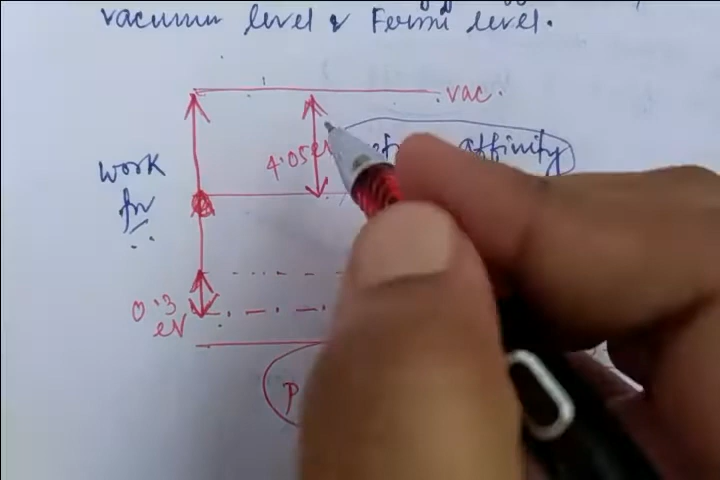 vacuum level & Fermi level.
vac.
4.05ev
affinity
work
fn
0.3
ev
p